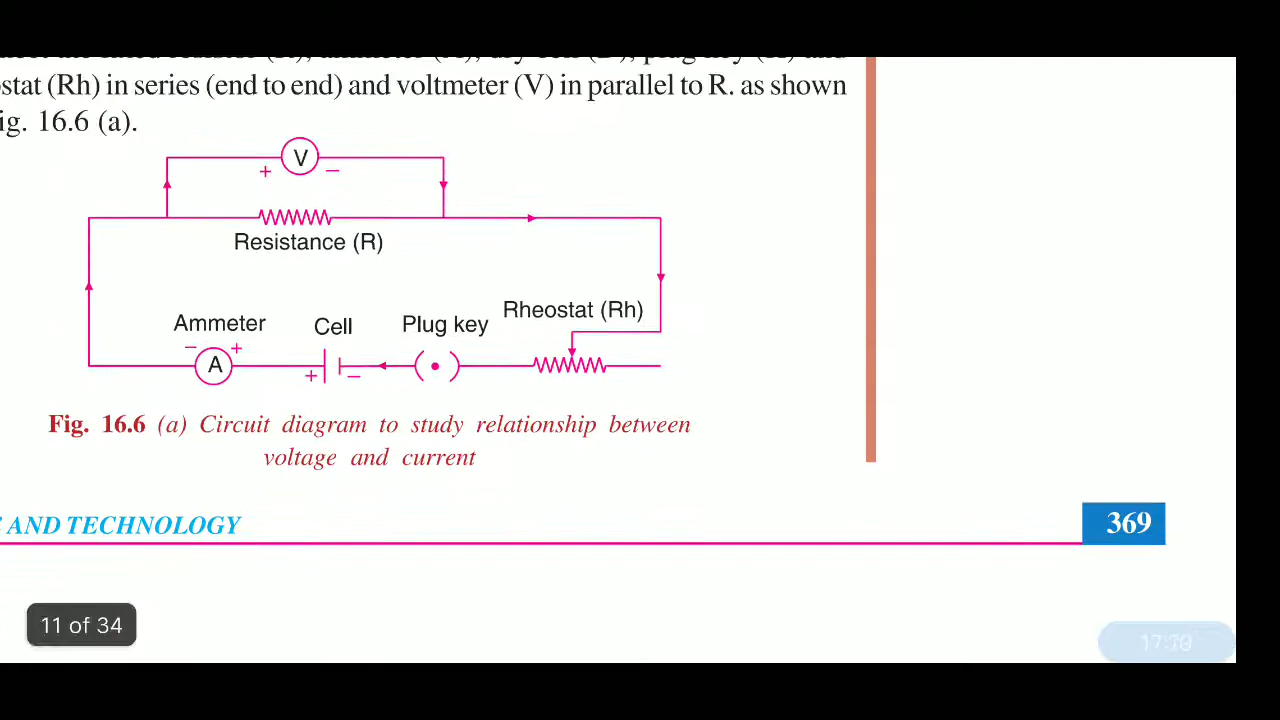 stat (Rh) in series (end to end) and voltmeter (V) in parallel to R. as shown
ig. 16.6 (a).
V
+ −
Resistance (R)
Rheostat (Rh)
Ammeter Cell Plug key
− +
A
+ −
Fig. 16.6 (a) Circuit diagram to study relationship between
voltage and current
AND TECHNOLOGY
369
11 of 34